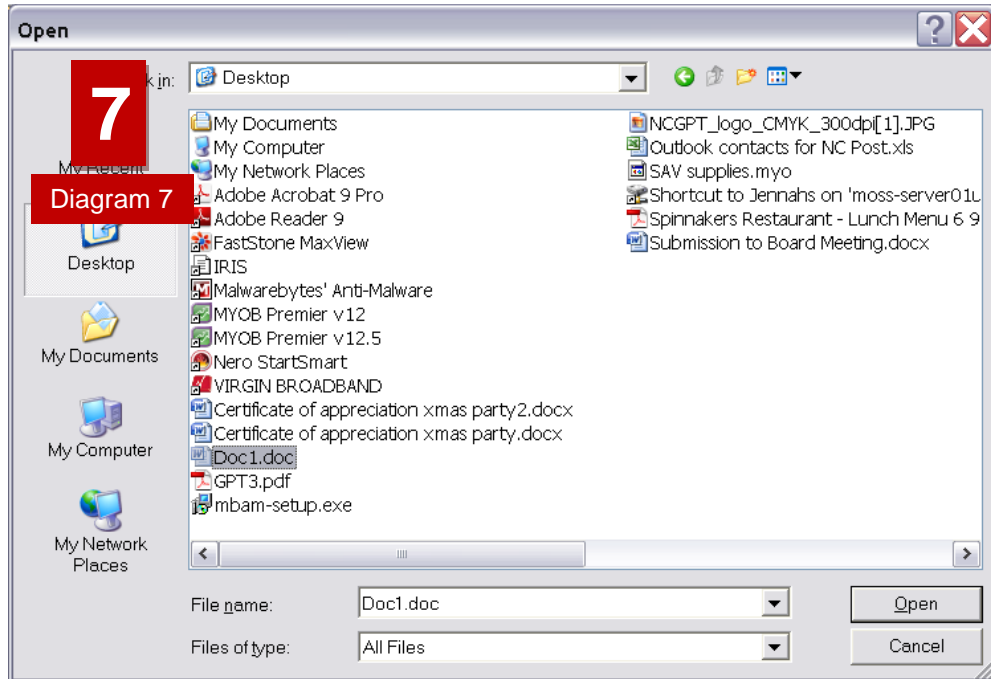 Open
7
k in:
Desktop
My Recent
Diagram 7
Desktop
My Documents
My Computer
My Network
Places
My Documents
My Computer
My Network Places
Adobe Acrobat 9 Pro
Adobe Reader 9
FastStone MaxView
IRIS
Malwarebytes' Anti-Malware
MYOB Premier v12
MYOB Premier v12.5
Nero StartSmart
VIRGIN BROADBAND
Certificate of appreciation xmas party2.docx
Certificate of appreciation xmas party.docx
Doc1.doc
GPT3.pdf
mbam-setup.exe
NCGPT_logo_CMYK_300dpi[1].JPG
Outlook contacts for NC Post.xls
SAV supplies.myo
Shortcut to Jennahs on 'moss-server01u
Spinnakers Restaurant - Lunch Menu 6 9
Submission to Board Meeting.docx
File name:
Doc1.doc
Open
Files of type:
All Files
Cancel